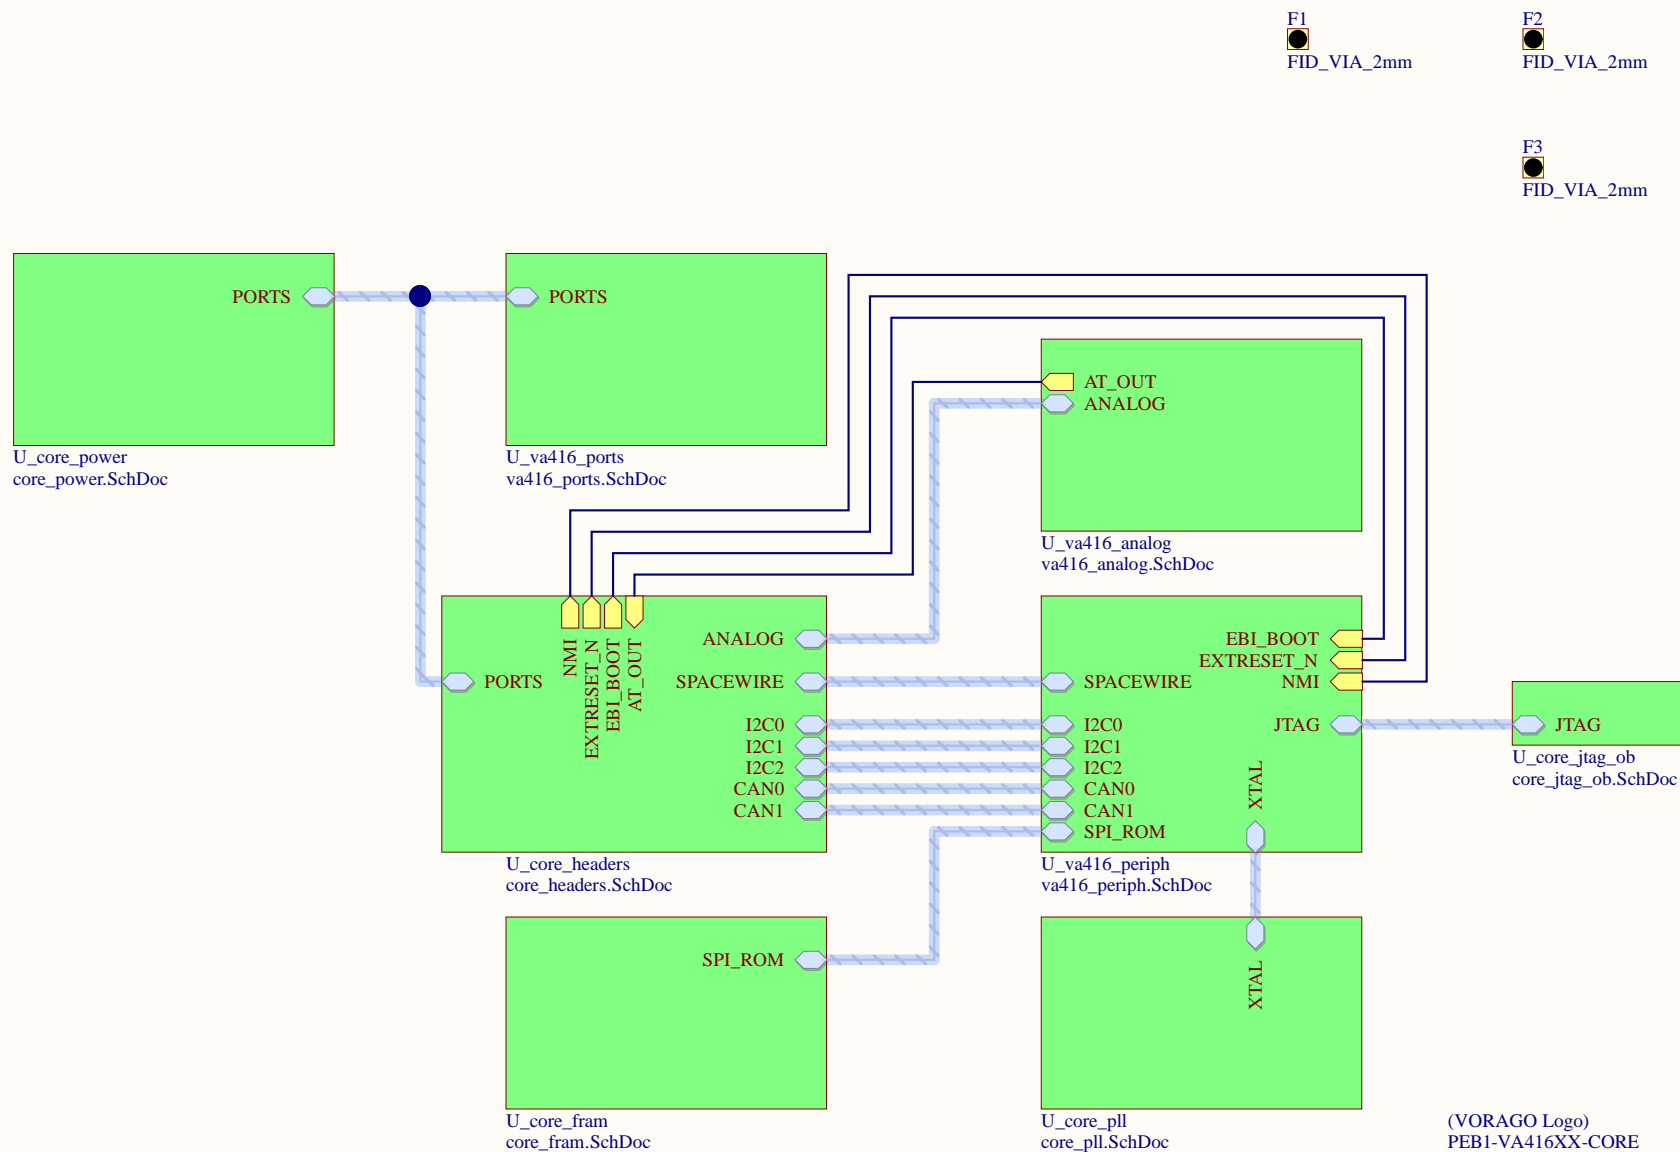 F1
FID_VIA_2mm
F2
FID_VIA_2mm
F3
FID_VIA_2mm
PORTS
U_core_power
core_power.SchDoc
PORTS
U_va416_ports
va416_ports.SchDoc
AT_OUT
ANALOG
U_va416_analog
va416_analog.SchDoc
NMI
EXTRESET_N
EBI_BOOT
AT_OUT
PORTS
ANALOG
SPACEWIRE
I2C0
I2C1
I2C2
CAN0
CAN1
U_core_headers
core_headers.SchDoc
EBI_BOOT
EXTRESET_N
NMI
SPACEWIRE
I2C0
I2C1
I2C2
CAN0
CAN1
SPI_ROM
JTAG
XTAL
U_va416_periph
va416_periph.SchDoc
JTAG
U_core_jtag_ob
core_jtag_ob.SchDoc
SPI_ROM
U_core_fram
core_fram.SchDoc
XTAL
U_core_pll
core_pll.SchDoc
(VORAGO Logo)
PEB1-VA416XX-CORE